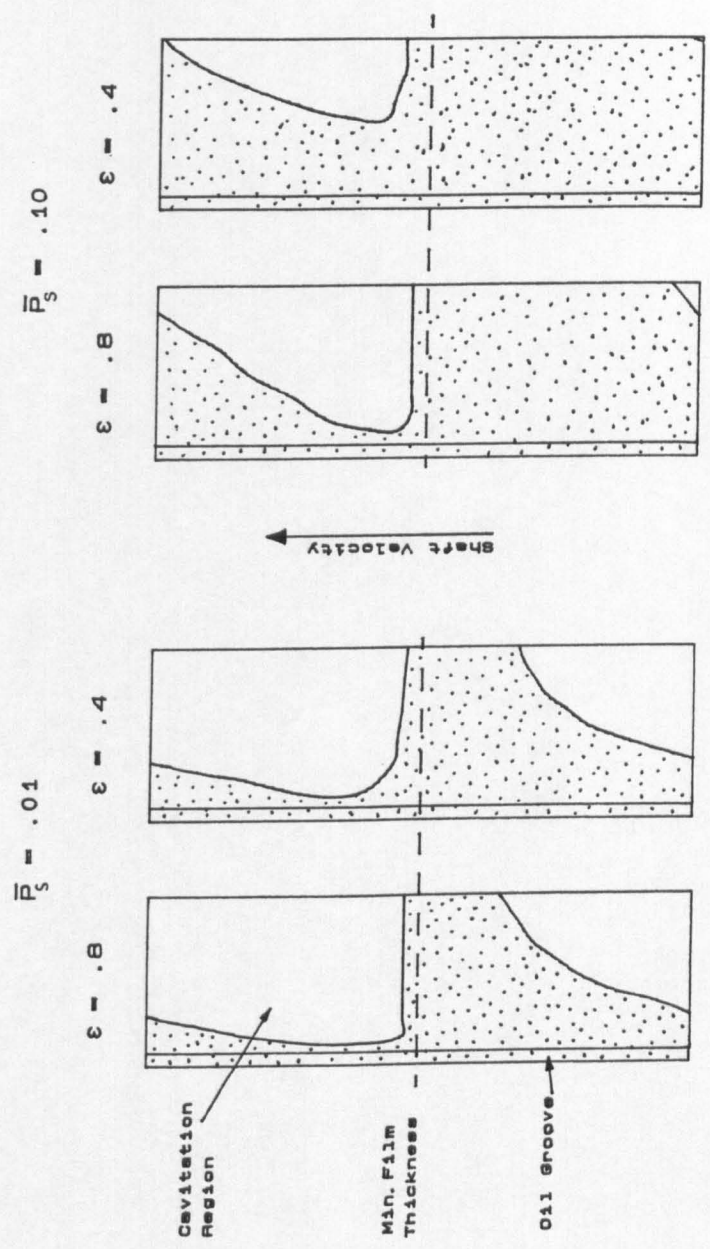 P̅s = .01
P̅s = .10
ε = .8
ε = .4
ε = .8
ε = .4
Cavitation
Region
Min. Film
Thickness
Oil Groove
Shaft Velocity